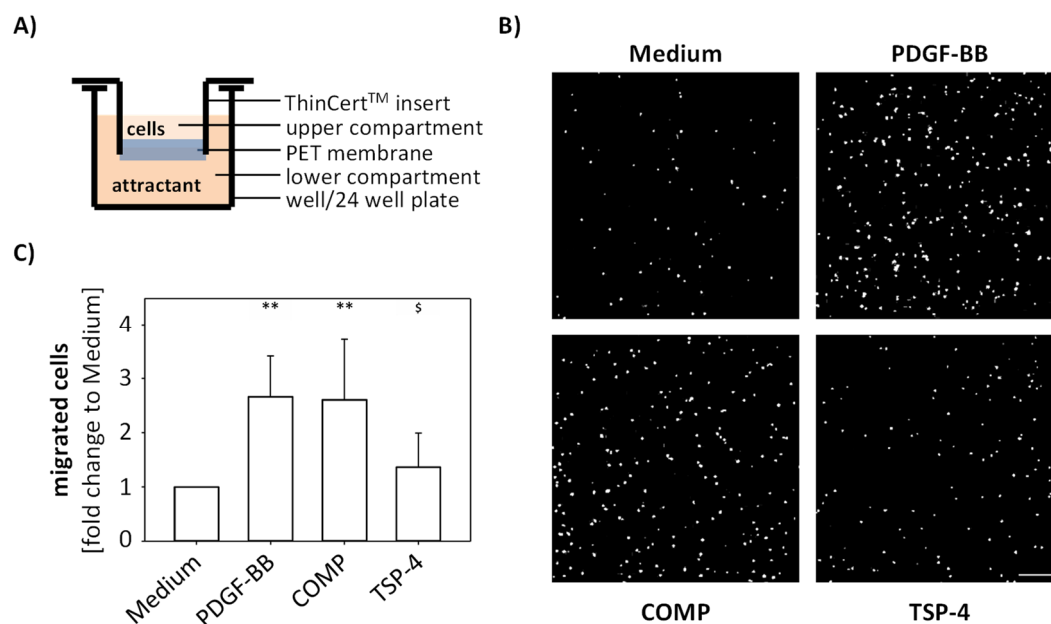 A)
ThinCert™ insert
cells
upper compartment
PET membrane
attractant
lower compartment
well/24 well plate
B)
Medium
PDGF-BB
COMP
TSP-4
C)
migrated cells
[fold change to Medium]
4
3
2
1
0
**
**
$
Medium
PDGF-BB
COMP
TSP-4